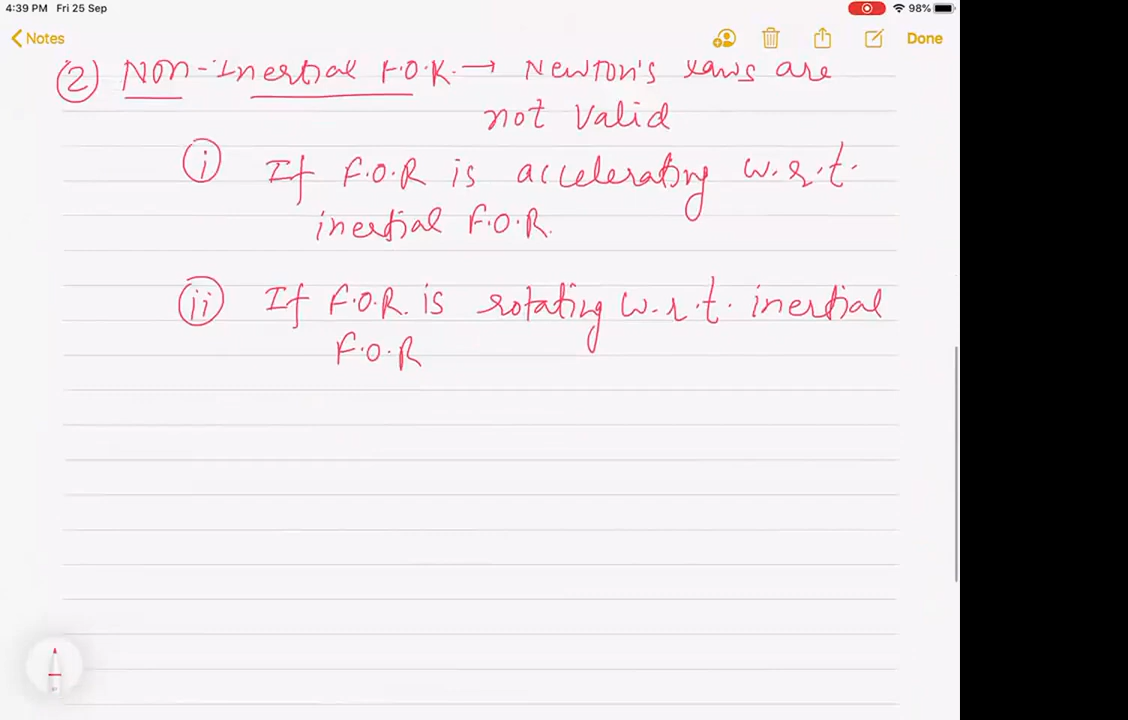 4:39 PM Fri 25 Sep
98%
Notes
Done
② Non-Inertial F.O.R. → Newton's laws are
not valid
ⓘ If F.O.R is accelerating w.r.t.
inertial F.O.R.
ⅱ If F.O.R. is rotating w.r.t. inertial
F.O.R